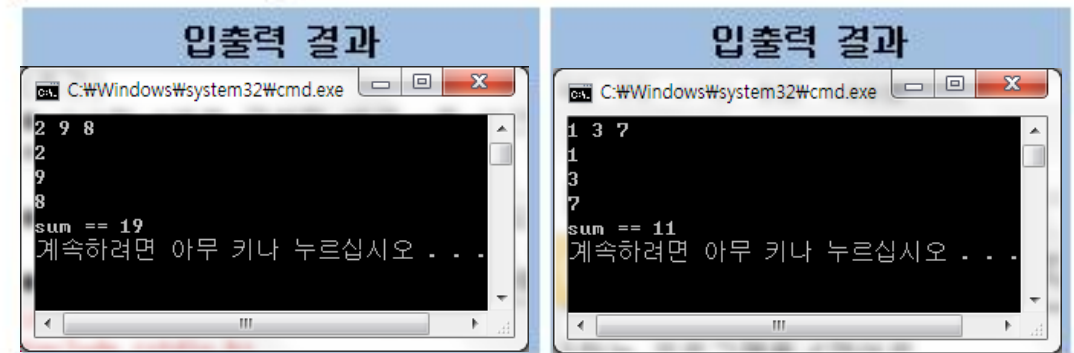 입출력 결과
C:₩Windows₩system32₩cmd.exe
2 9 8
2
9
8
sum == 19
계속하려면 아무 키나 누르십시오 . . .
입출력 결과
C:₩Windows₩system32₩cmd.exe
1 3 7
1
3
7
sum == 11
계속하려면 아무 키나 누르십시오 . . .